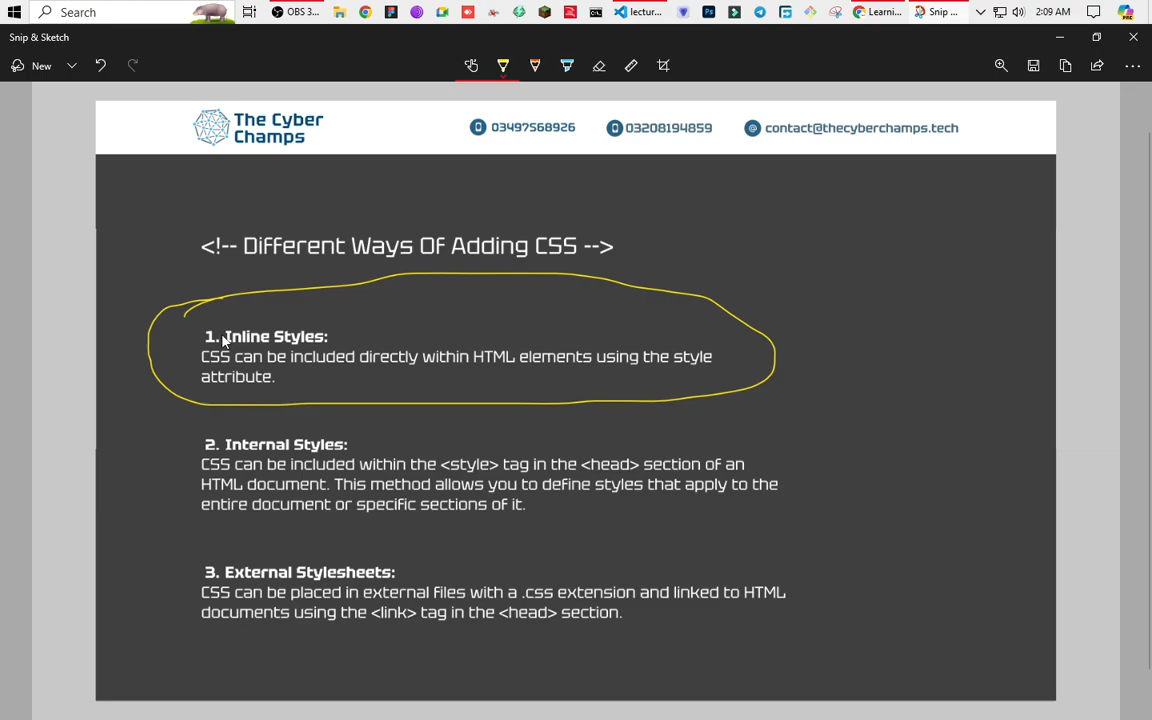 Search
OBS 3...
lectur...
Learni...
Snip ...
2:09 AM
Snip & Sketch
New
The Cyber
Champs
03497568926
03208194859
contact@thecyberchamps.tech
<!-- Different Ways Of Adding CSS -->
1. Inline Styles:
CSS can be included directly within HTML elements using the style
attribute.
2. Internal Styles:
CSS can be included within the <style> tag in the <head> section of an
HTML document. This method allows you to define styles that apply to the
entire document or specific sections of it.
3. External Stylesheets:
CSS can be placed in external files with a .css extension and linked to HTML
documents using the <link> tag in the <head> section.